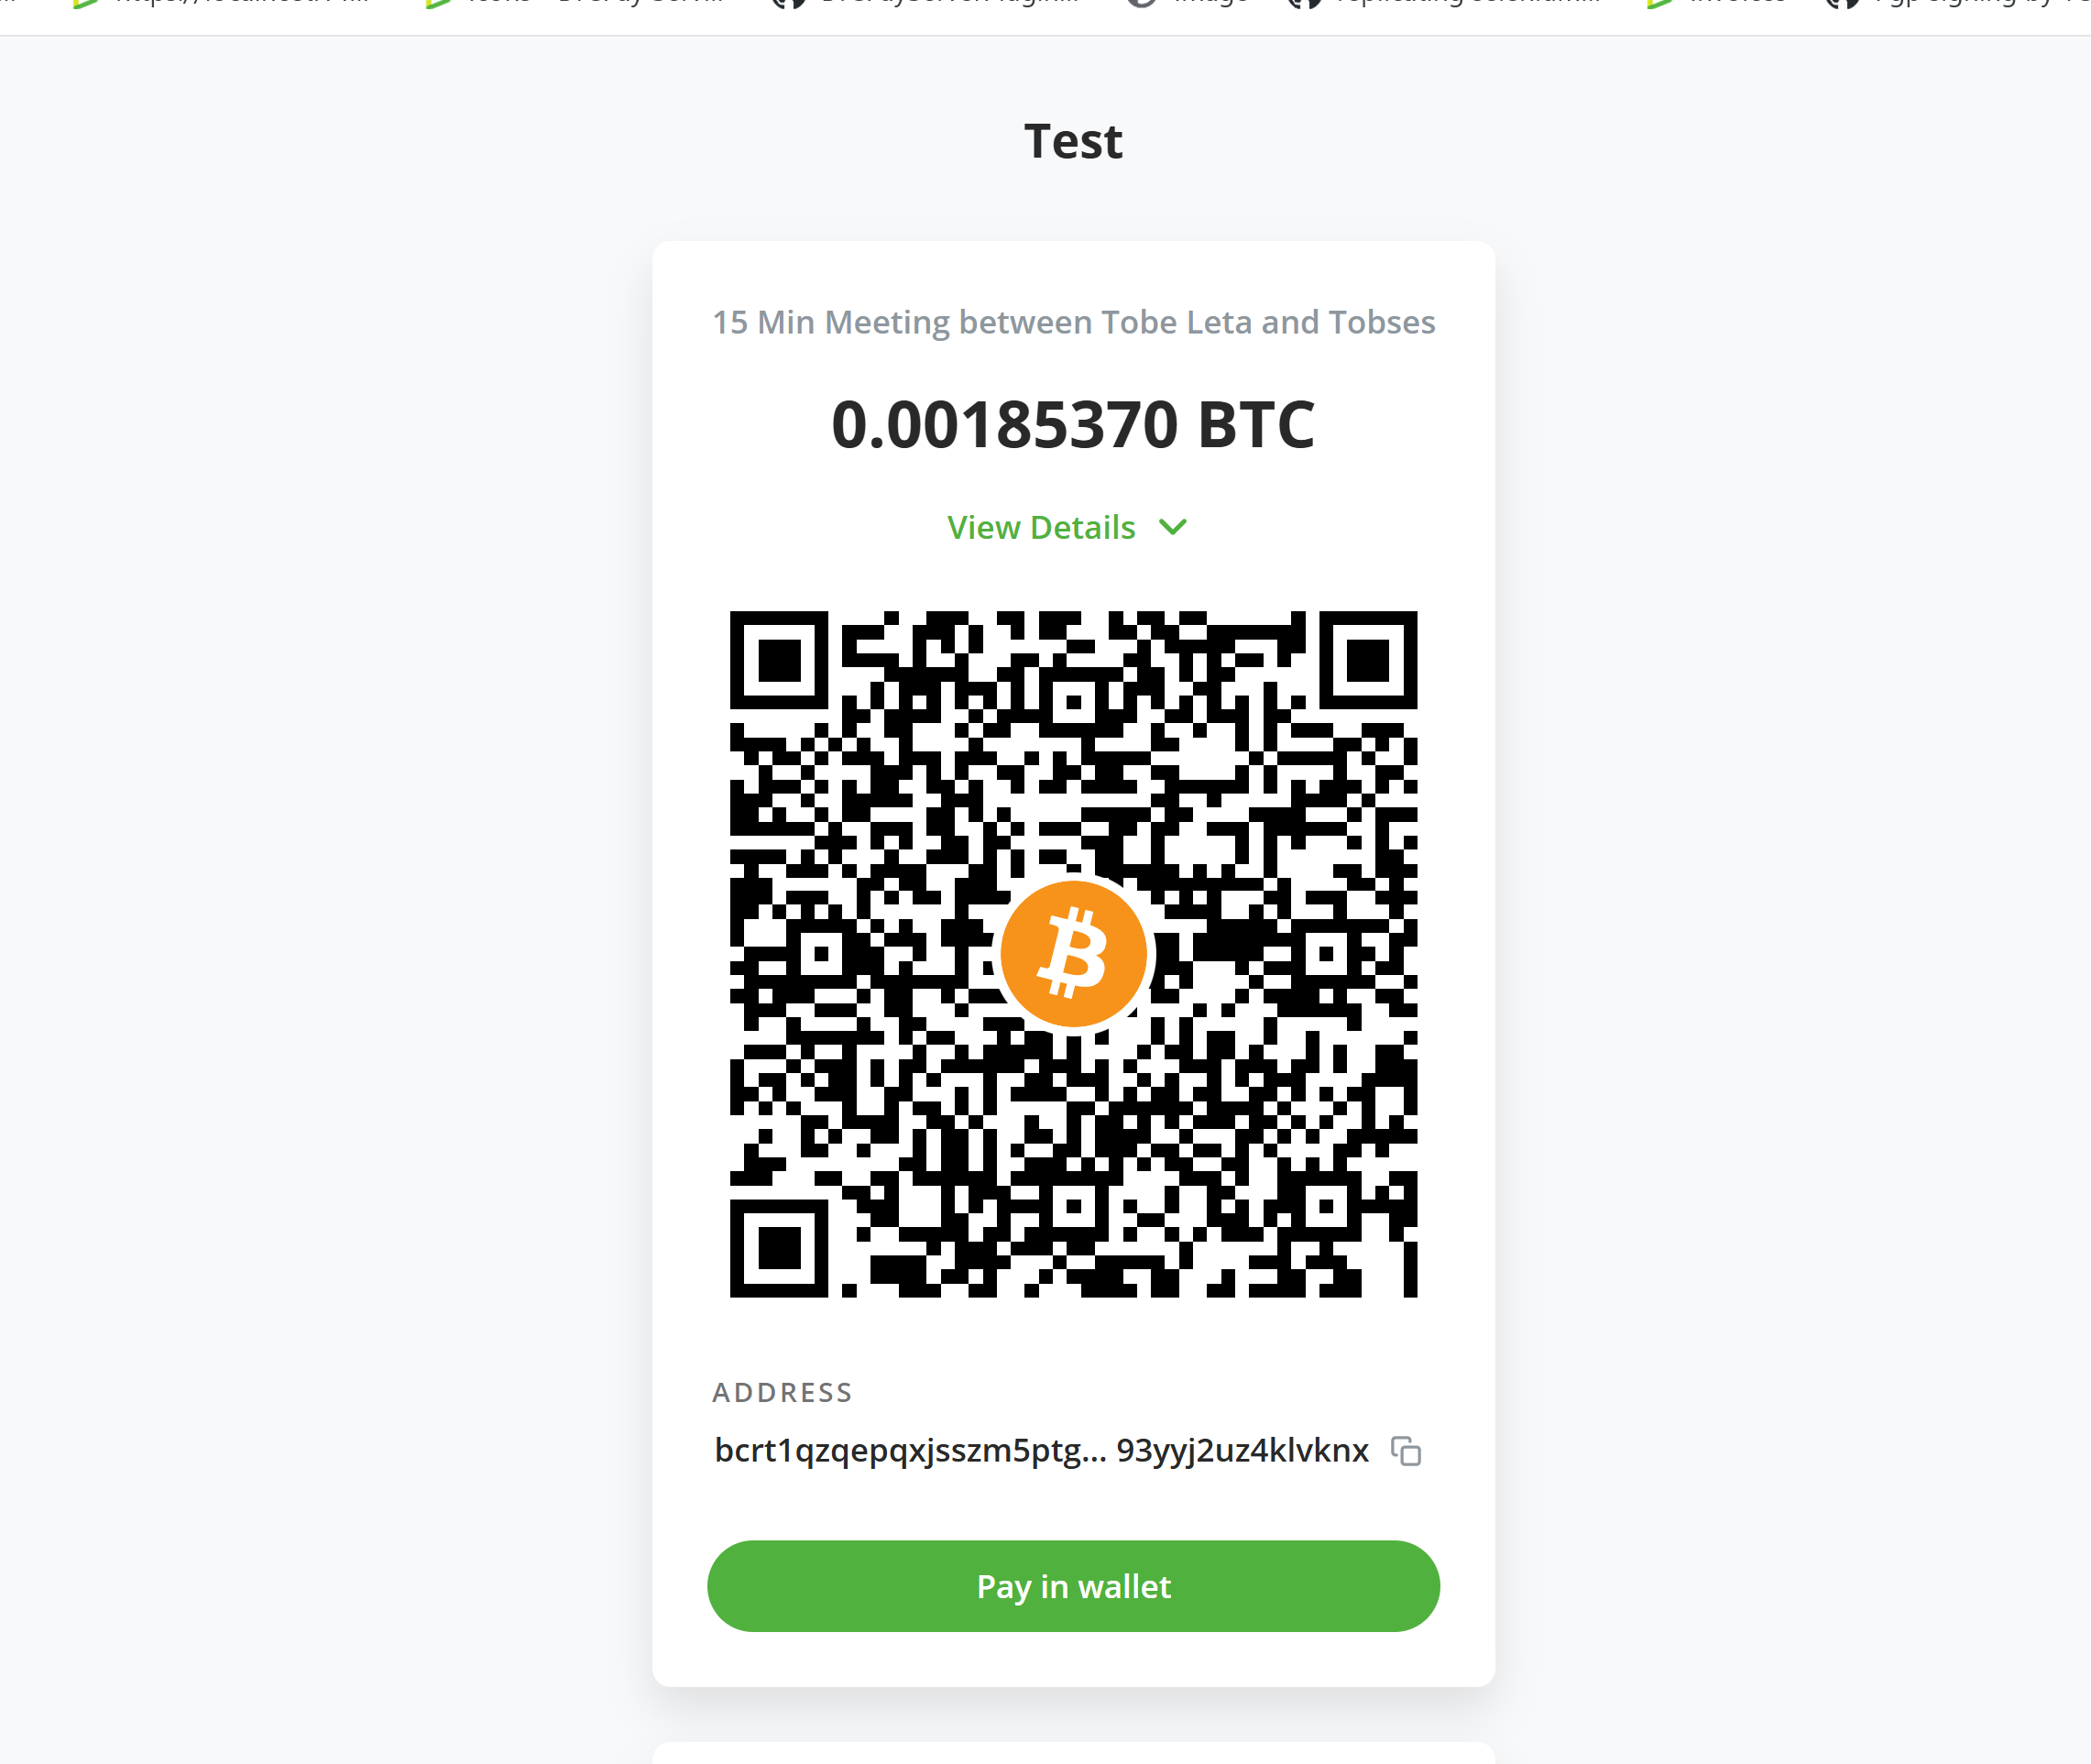 Test
15 Min Meeting between Tobe Leta and Tobses
0.00185370 BTC
View Details
ADDRESS
bcrt1qzqepqxjsszm5ptg... 93yyj2uz4klvknx
Pay in wallet